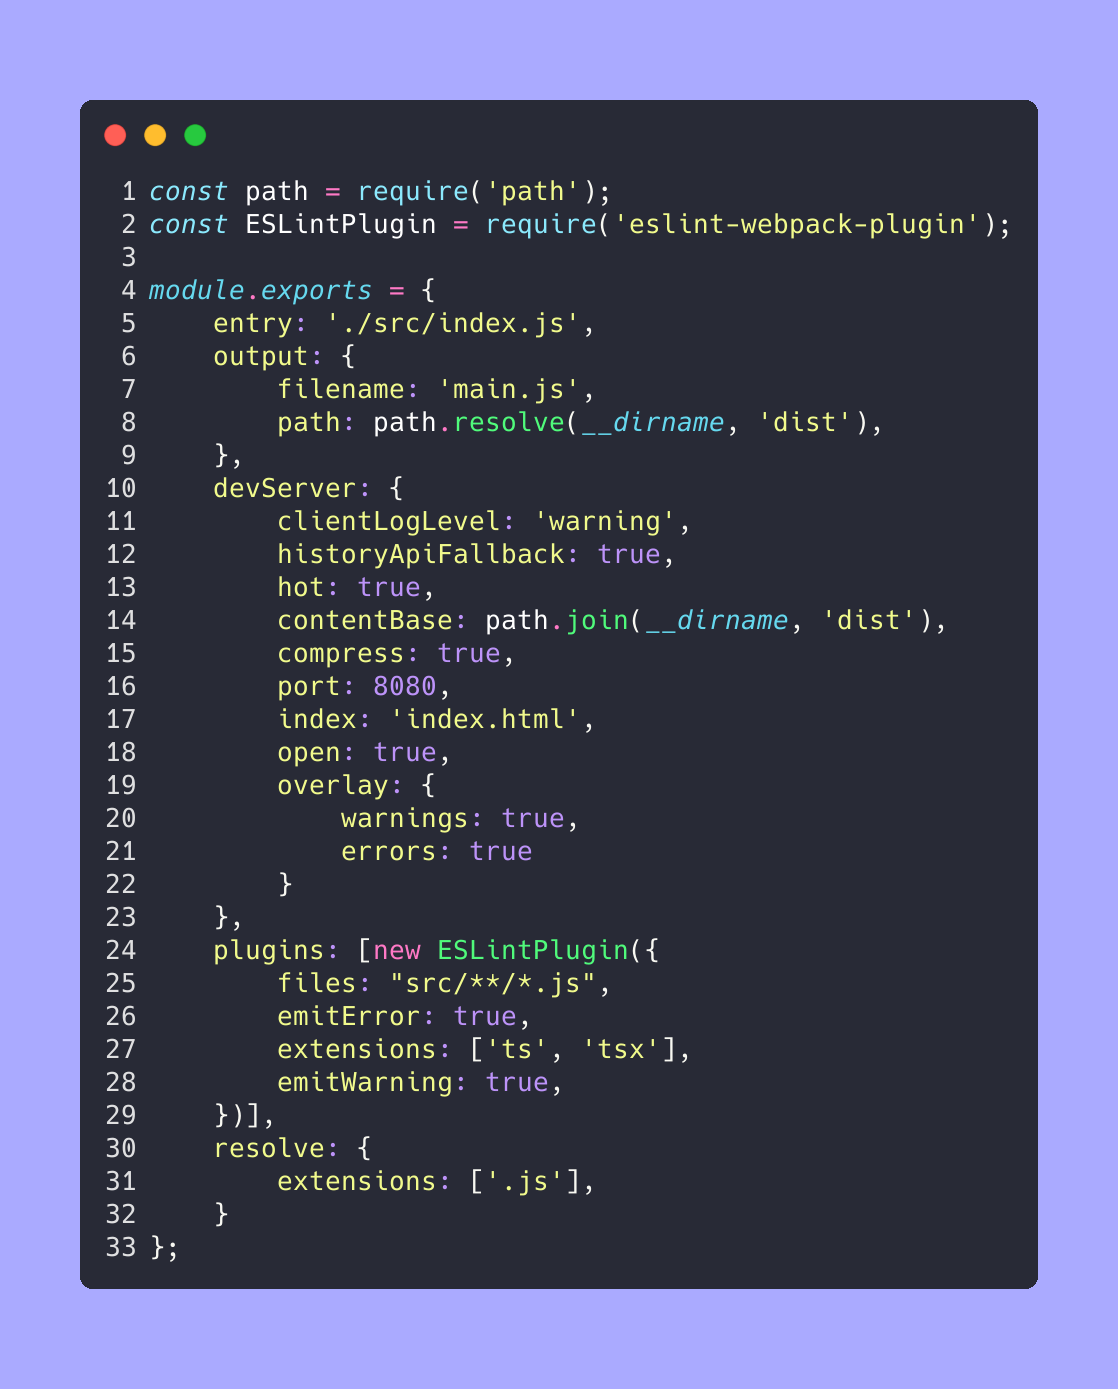 1 const path = require('path');
2 const ESLintPlugin = require('eslint-webpack-plugin');
3
4 module.exports = {
5     entry: './src/index.js',
6     output: {
7         filename: 'main.js',
8         path: path.resolve(__dirname, 'dist'),
9     },
10     devServer: {
11         clientLogLevel: 'warning',
12         historyApiFallback: true,
13         hot: true,
14         contentBase: path.join(__dirname, 'dist'),
15         compress: true,
16         port: 8080,
17         index: 'index.html',
18         open: true,
19         overlay: {
20             warnings: true,
21             errors: true
22         }
23     },
24     plugins: [new ESLintPlugin({
25         files: "src/**/*.js",
26         emitError: true,
27         extensions: ['ts', 'tsx'],
28         emitWarning: true,
29     })],
30     resolve: {
31         extensions: ['.js'],
32     }
33 };